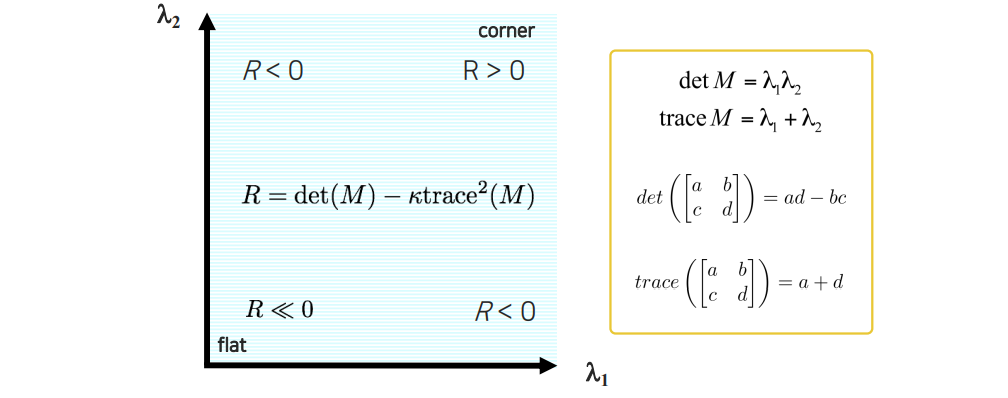 λ₂
corner
R < 0
R > 0
R = det(M) − κtrace²(M)
R ≪ 0
R < 0
flat
λ₁
det M = λ₁λ₂
trace M = λ₁ + λ₂
det ([a b
c d]) = ad − bc
trace ([a b
c d]) = a + d